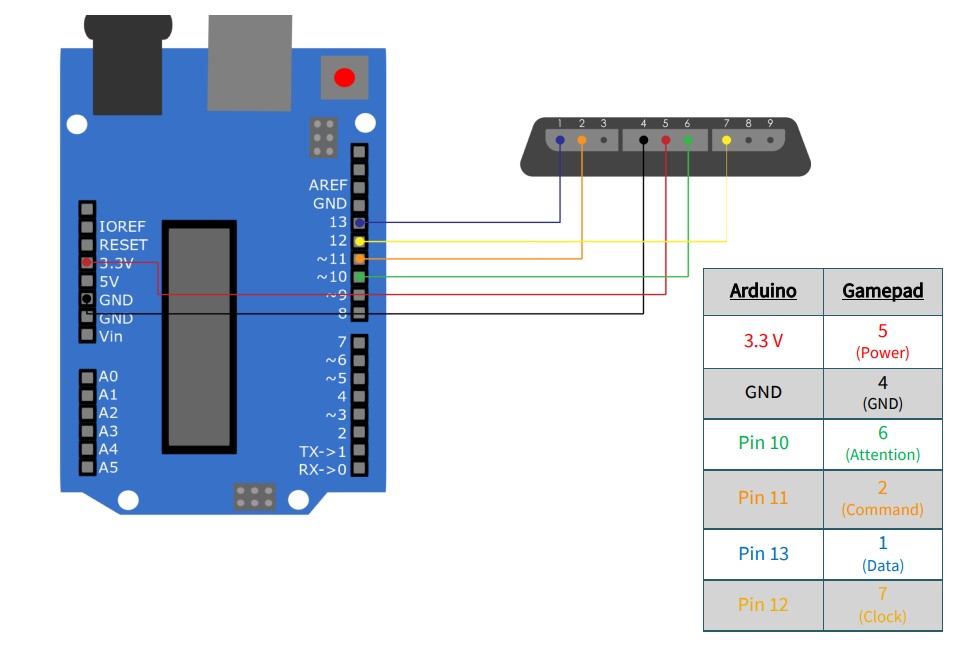 1 2 3 4 5 6 7 8 9
AREF
GND
13
12
~11
~10
~9
8
IOREF
RESET
3.3V
5V
GND
GND
Vin
7
~6
~5
4
~3
2
TX->1
RX->0
A0
A1
A2
A3
A4
A5
Arduino Gamepad
3.3 V 5
(Power)
GND 4
(GND)
Pin 10 6
(Attention)
Pin 11 2
(Command)
Pin 13 1
(Data)
Pin 12 7
(Clock)